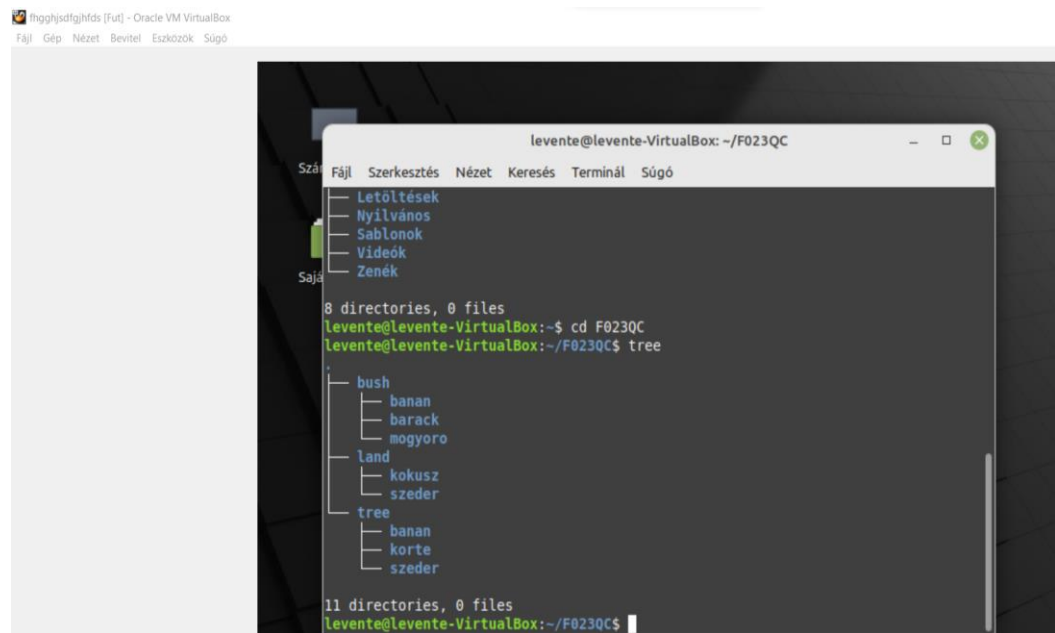 fhgghjsdfgjhfds [Fut] - Oracle VM VirtualBox
Fájl Gép Nézet Bevitel Eszközök Súgó
levente@levente-VirtualBox: ~/F023QC
Szá
Fájl Szerkesztés Nézet Keresés Terminál Súgó
├── Letöltések
├── Nyilvános
├── Sablonok
├── Videók
└── Zenék
Sajá
8 directories, 0 files
levente@levente-VirtualBox:~$ cd F023QC
levente@levente-VirtualBox:~/F023QC$ tree
.
├── bush
│   ├── banan
│   ├── barack
│   └── mogyoro
├── land
│   ├── kokusz
│   └── szeder
└── tree
    ├── banan
    ├── korte
    └── szeder
11 directories, 0 files
levente@levente-VirtualBox:~/F023QC$